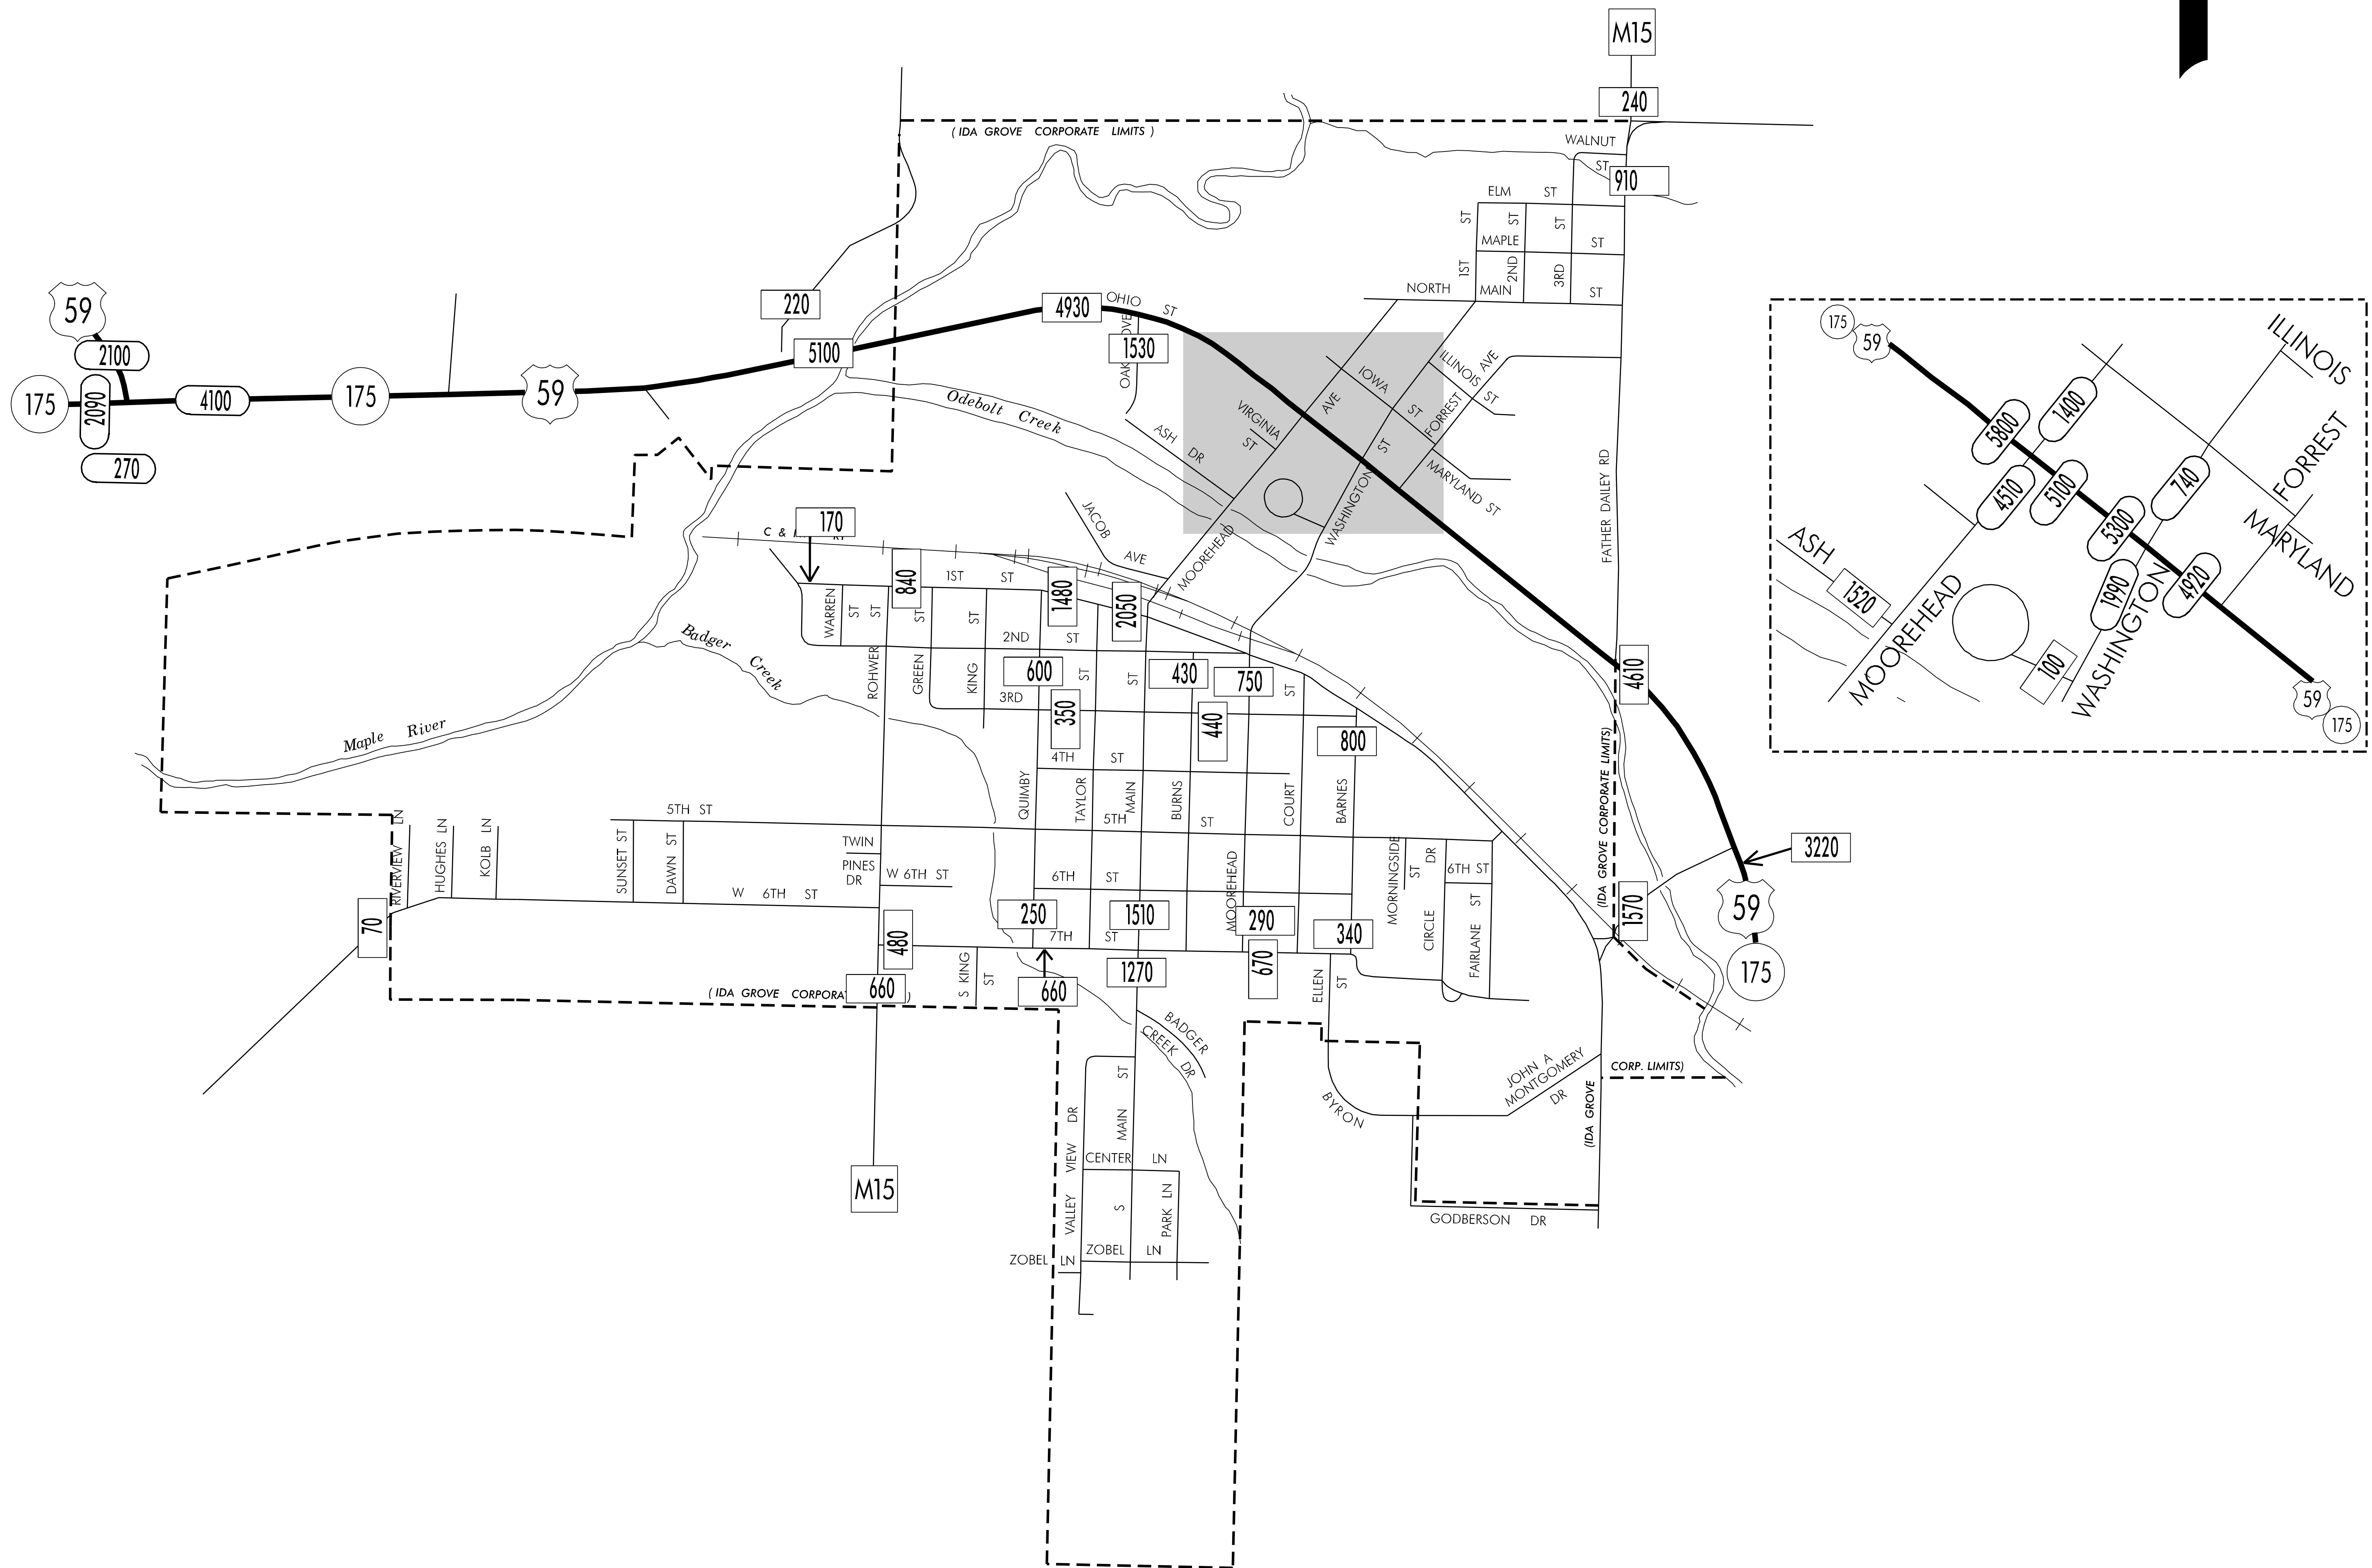 M15
240
( IDA GROVE CORPORATE LIMITS )
WALNUT
ST
910
ELM ST
ST
ST
ST
MAPLE
ST
1ST
2ND
3RD
NORTH
MAIN
ST
59
2100
175
2090
270
4100
175
59
220
5100
4930
OHIO
ST
1530
ILLINOIS
ST
AVE
IOWA
ST
FORREST
AVE
VIRGINIA
ST
Odebolt Creek
ASH
DR
ST
WASHINGTON
MARYLAND ST
FATHER DAILEY RD
MOOREHEAD
JACOB
AVE
C &
170
840
1ST
ST
1480
2050
WARREN
ST
ST
ST
ST
2ND
ST
Badger
Creek
ROHWER
GREEN
KING
600
ST
ST
430
750
ST
3RD
350
440
800
4610
Maple River
4TH
ST
QUIMBY
TAYLOR
MAIN
BURNS
COURT
BARNES
5TH ST
5TH
ST
(IDA GROVE CORPORATE LIMITS)
3220
RIVERVIEW LN
HUGHES LN
KOLB LN
SUNSET ST
DAWN ST
TWIN
PINES
DR
W 6TH ST
W 6TH ST
6TH
ST
MOOREHEAD
MORNINGSIDE
ST
DR
CIRCLE
6TH ST
FAIRLANE ST
70
480
250
1510
290
340
1570
59
175
7TH
ST
660
S KING
ST
660
1270
670
ELLEN
ST
( IDA GROVE CORPORA
)
BADGER
CREEK DR
M15
VALLEY VIEW DR
S MAIN ST
CENTER LN
PARK LN
ZOBEL LN
ZOBEL LN
BYRON
JOHN A
MONTGOMERY
DR
(IDA GROVE
CORP. LIMITS)
GODBERSON DR
175
59
ILLINOIS
1400
5800
4510
5100
740
FORREST
5300
MARYLAND
ASH
1520
MOOREHEAD
1990
4920
100
WASHINGTON
59
175